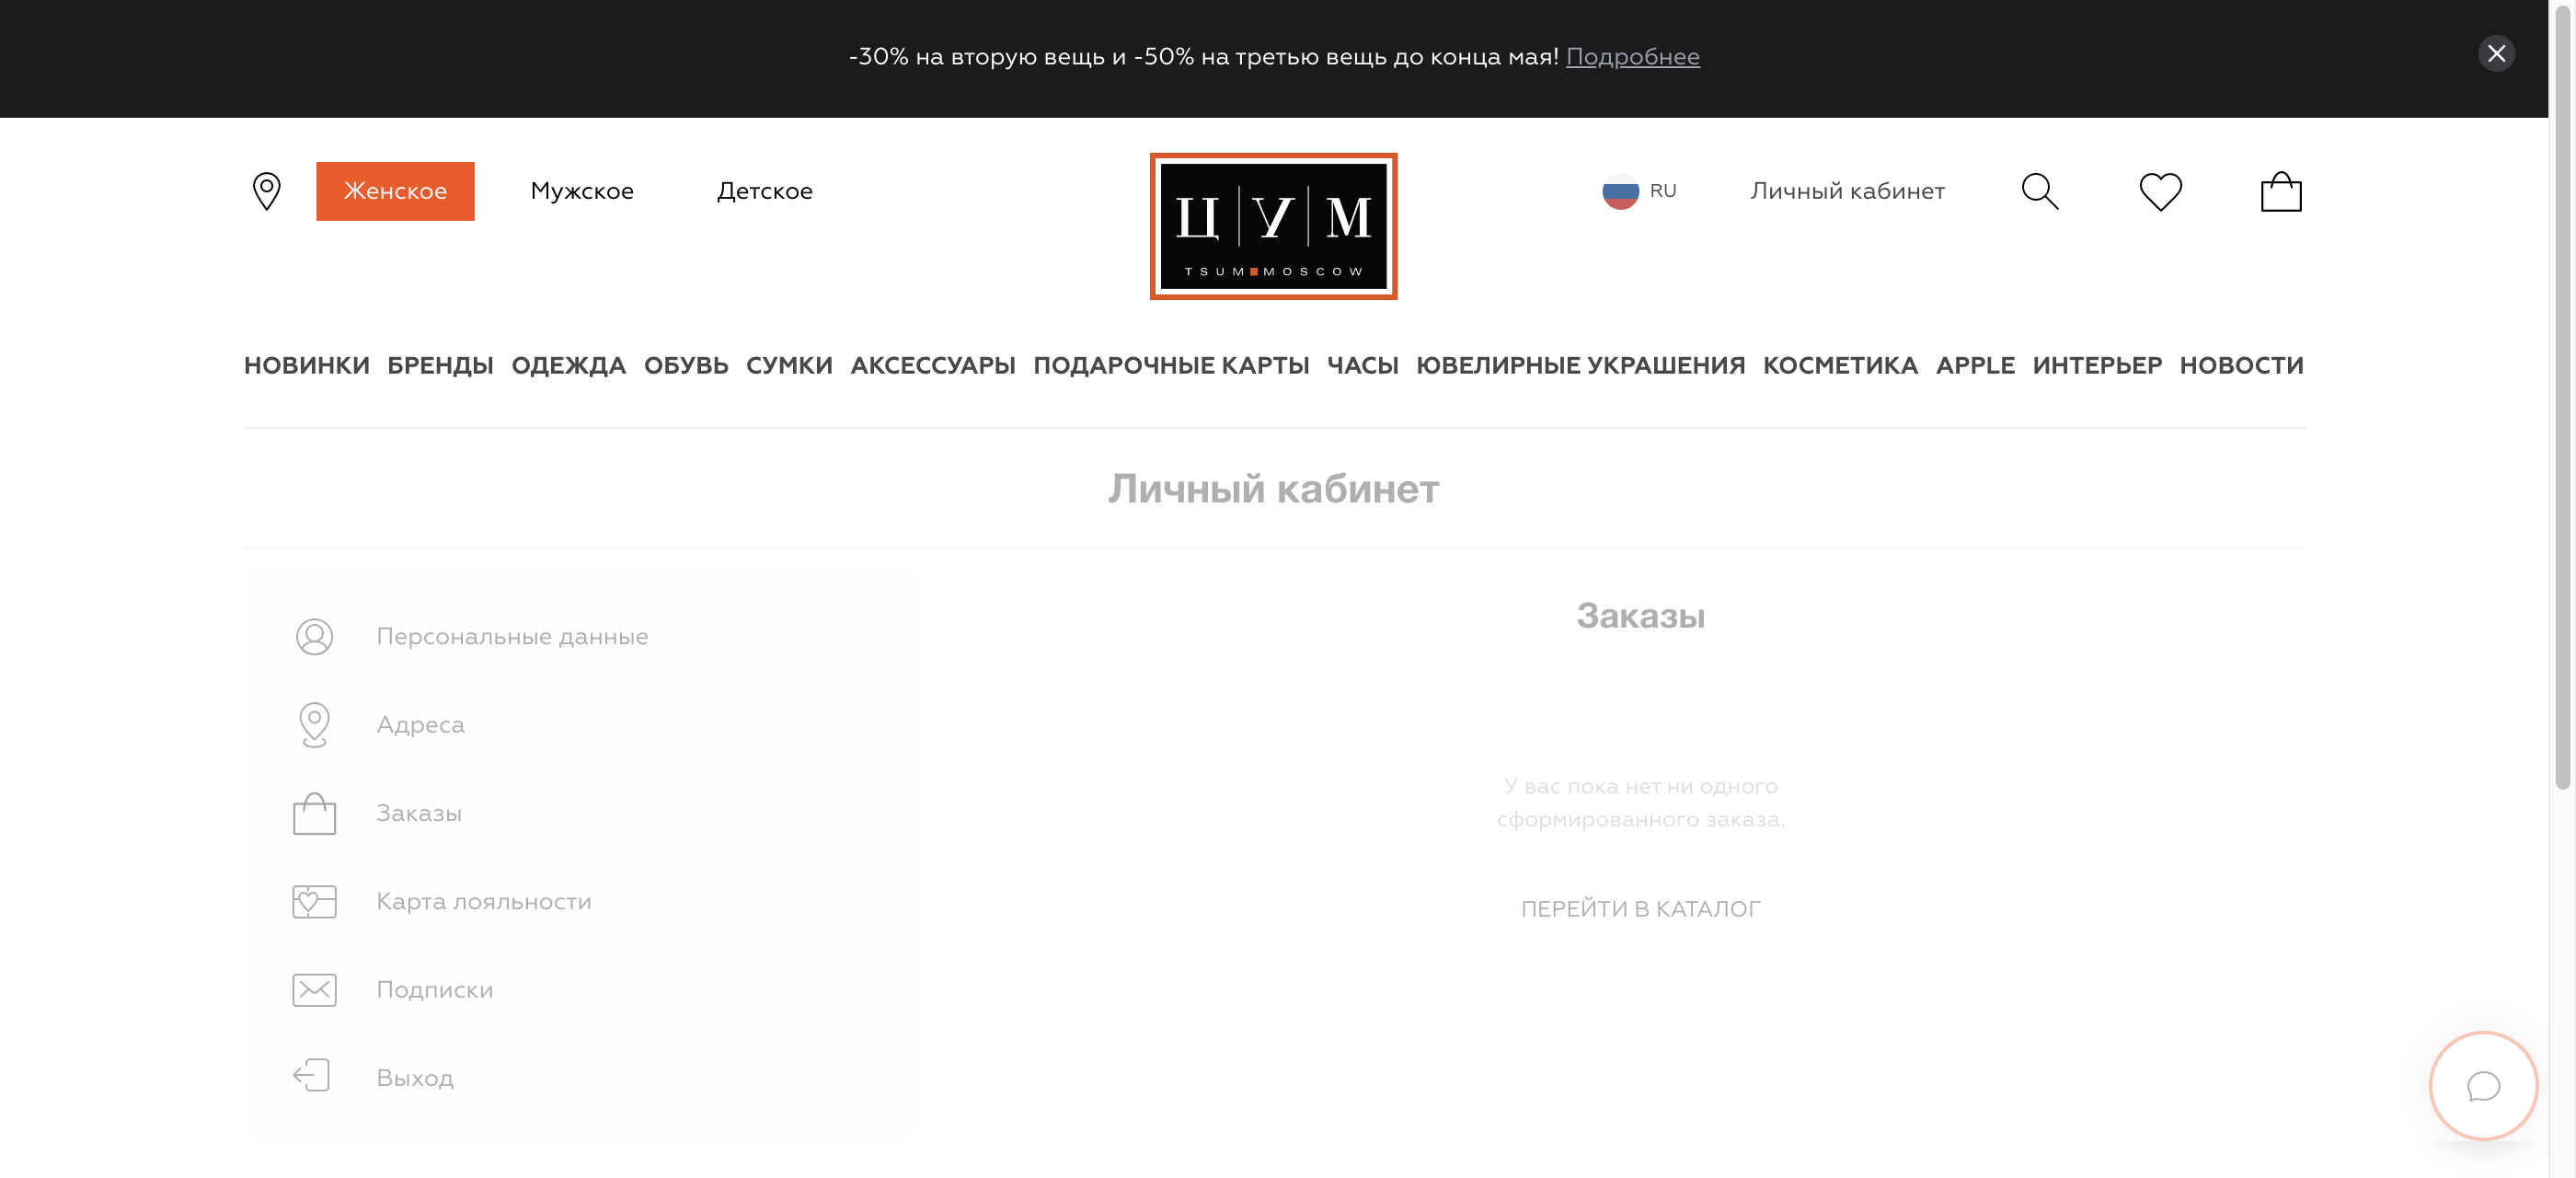 -30% на вторую вещь и -50% на третью вещь до конца мая! Подробнее
Женское Мужское Детское
ЦУМ
TSUM MOSCOW
RU Личный кабинет
НОВИНКИ БРЕНДЫ ОДЕЖДА ОБУВЬ СУМКИ АКСЕССУАРЫ ПОДАРОЧНЫЕ КАРТЫ ЧАСЫ ЮВЕЛИРНЫЕ УКРАШЕНИЯ КОСМЕТИКА APPLE ИНТЕРЬЕР НОВОСТИ
Личный кабинет
Персональные данные
Адреса
Заказы
Карта лояльности
Подписки
Выход
Заказы
У вас пока нет ни одного
сформированного заказа.
ПЕРЕЙТИ В КАТАЛОГ